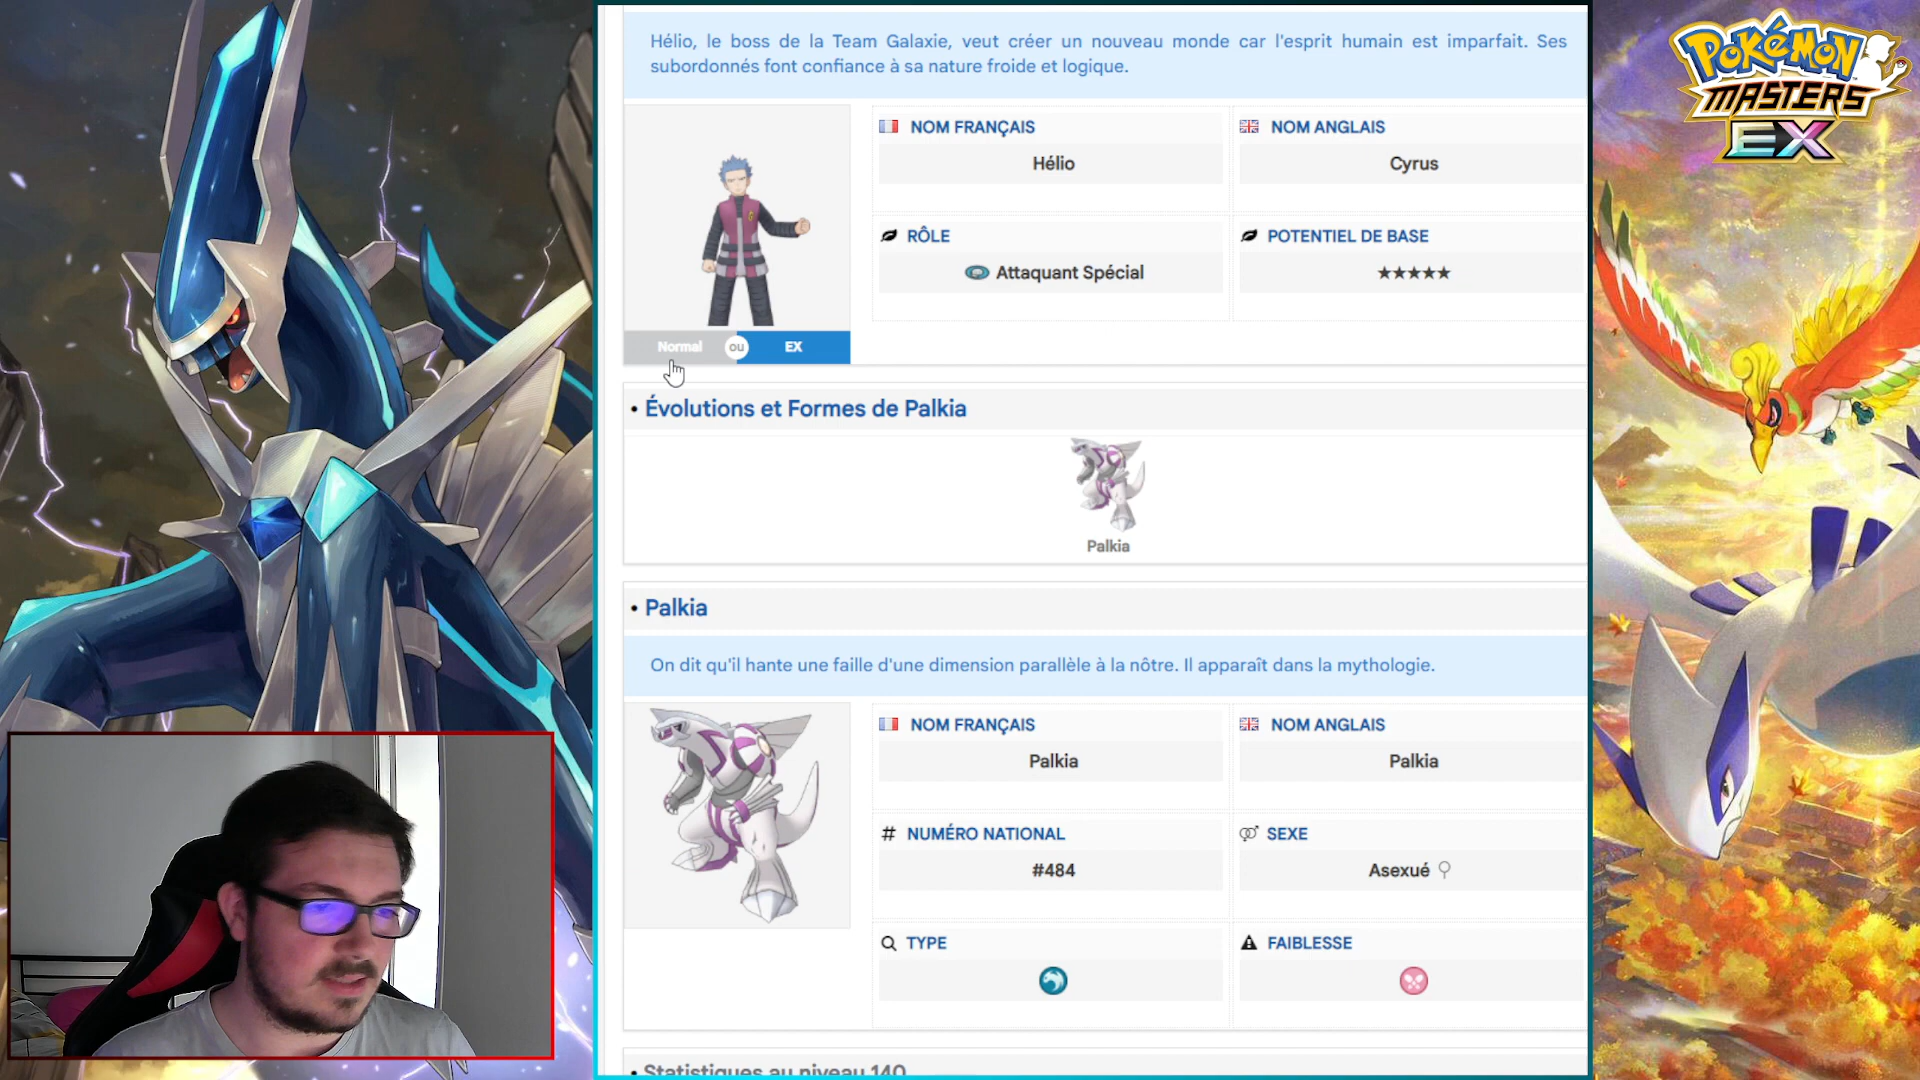 Hélio, le boss de la Team Galaxie, veut créer un nouveau monde car l'esprit humain est imparfait. Ses
subordonnés font confiance à sa nature froide et logique.
NOM FRANÇAIS
Hélio
NOM ANGLAIS
Cyrus
RÔLE
Attaquant Spécial
POTENTIEL DE BASE
★★★★★
Normal ou EX
• Évolutions et Formes de Palkia
Palkia
• Palkia
On dit qu'il hante une faille d'une dimension parallèle à la nôtre. Il apparaît dans la mythologie.
NOM FRANÇAIS
Palkia
NOM ANGLAIS
Palkia
# NUMÉRO NATIONAL
#484
SEXE
Asexué
TYPE
FAIBLESSE
• Statistiques au niveau 140
POKÉMON
MASTERS
EX